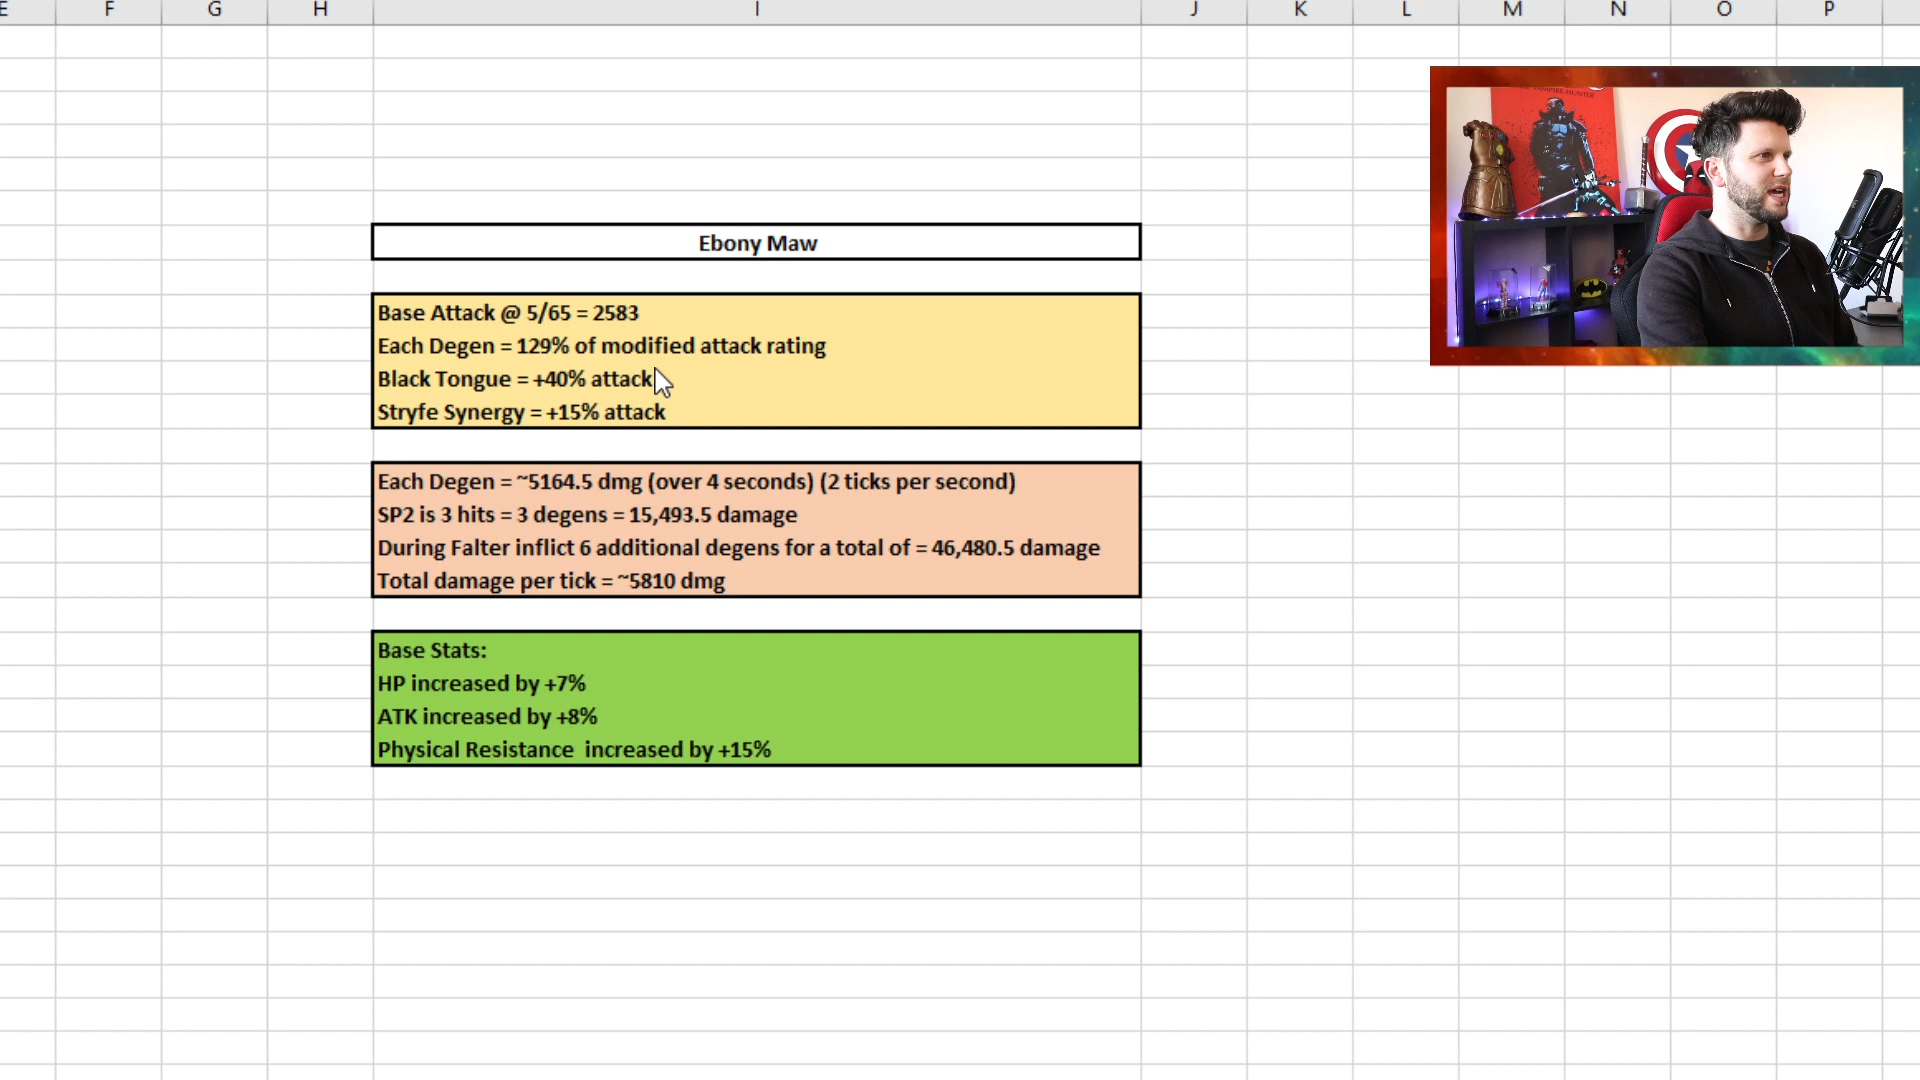 E F G H I J K L M N O P
VAMPIRE-HUNTER
Ebony Maw
Base Attack @ 5/65 = 2583
Each Degen = 129% of modified attack rating
Black Tongue = +40% attack
Stryfe Synergy = +15% attack
Each Degen = ~5164.5 dmg (over 4 seconds) (2 ticks per second)
SP2 is 3 hits = 3 degens = 15,493.5 damage
During Falter inflict 6 additional degens for a total of = 46,480.5 damage
Total damage per tick = ~5810 dmg
Base Stats:
HP increased by +7%
ATK increased by +8%
Physical Resistance  increased by +15%